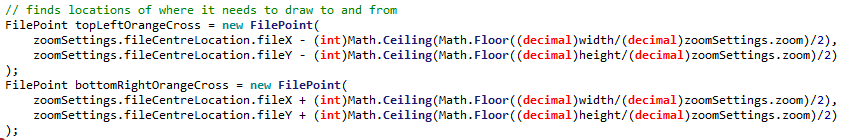 // finds locations of where it needs to draw to and from
FilePoint topLeftOrangeCross = new FilePoint(
    zoomSettings.fileCentreLocation.fileX - (int)Math.Ceiling(Math.Floor((decimal)width/(decimal)zoomSettings.zoom)/2),
    zoomSettings.fileCentreLocation.fileY - (int)Math.Ceiling(Math.Floor((decimal)height/(decimal)zoomSettings.zoom)/2)
);
FilePoint bottomRightOrangeCross = new FilePoint(
    zoomSettings.fileCentreLocation.fileX + (int)Math.Ceiling(Math.Floor((decimal)width/(decimal)zoomSettings.zoom)/2),
    zoomSettings.fileCentreLocation.fileY + (int)Math.Ceiling(Math.Floor((decimal)height/(decimal)zoomSettings.zoom)/2)
);